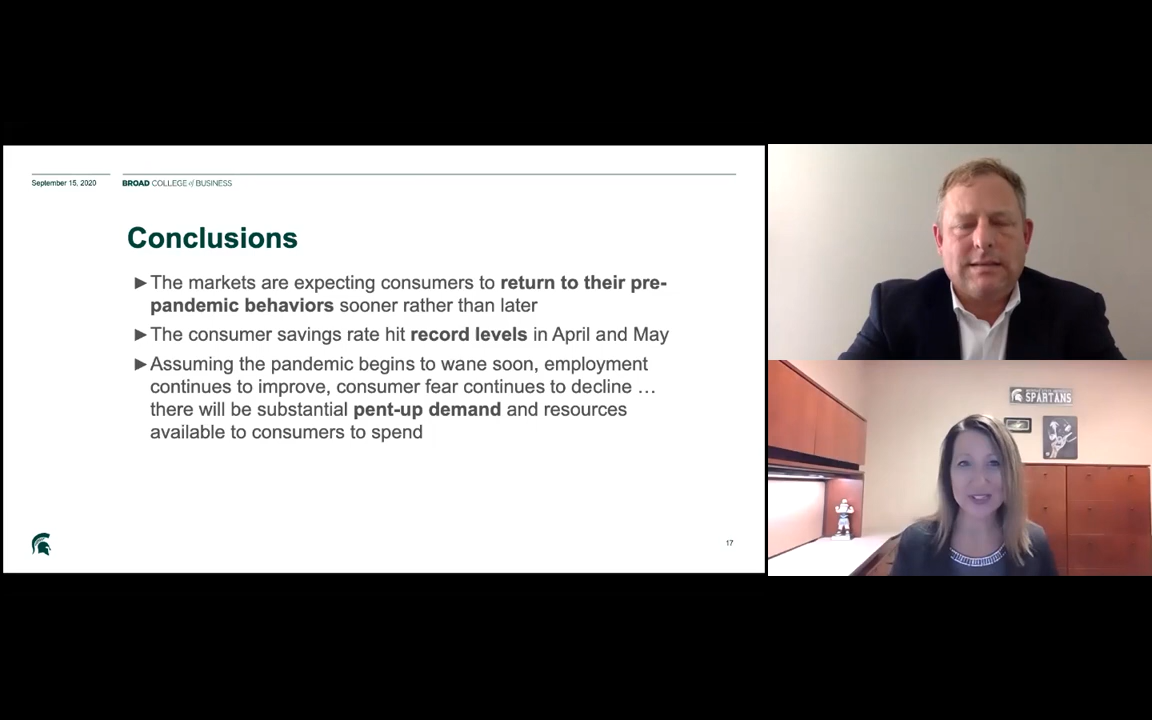 September 15, 2020
BROAD COLLEGE of BUSINESS
Conclusions
►The markets are expecting consumers to return to their pre-
pandemic behaviors sooner rather than later
►The consumer savings rate hit record levels in April and May
►Assuming the pandemic begins to wane soon, employment
continues to improve, consumer fear continues to decline …
there will be substantial pent-up demand and resources
available to consumers to spend
17
SPARTANS